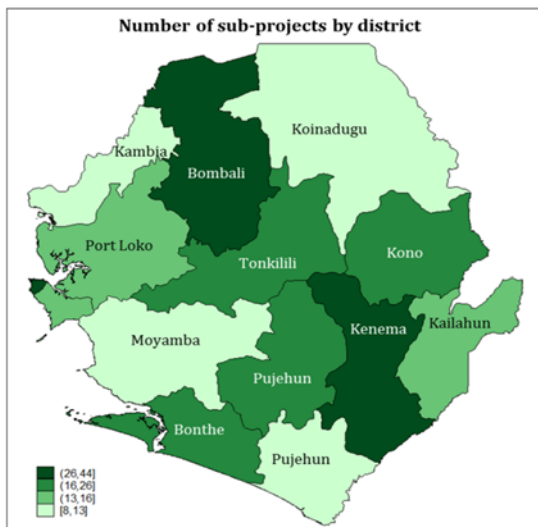 Number of sub-projects by district
Koinadugu
Kambia
Bombali
Port Loko
Tonkilili
Kono
Moyamba
Kenema
Kailahun
Pujehun
Bonthe
Pujehun
(26,44]
(16,26]
(13,16]
[8,13]